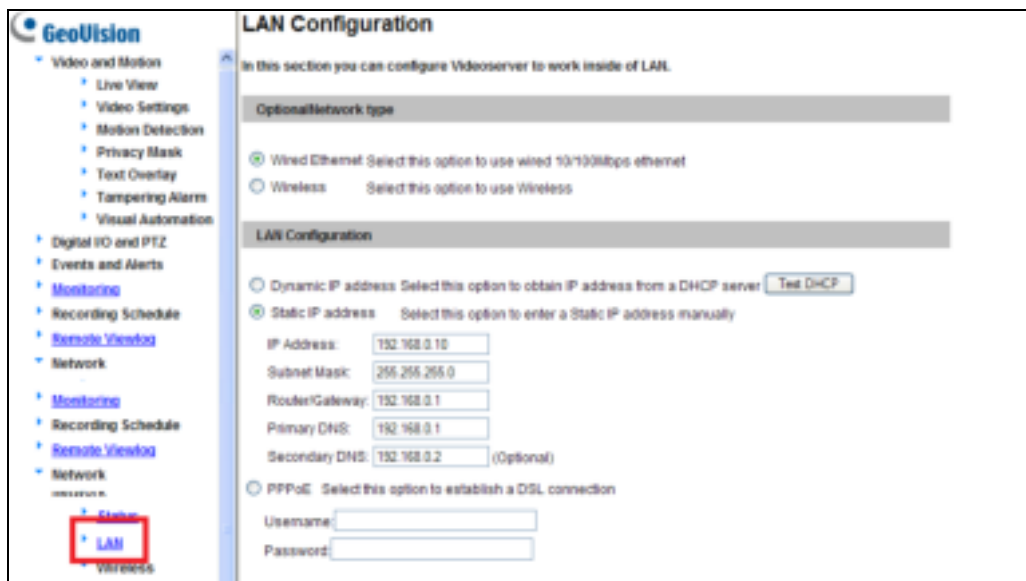 GeoVision
Video and Motion
Live View
Video Settings
Motion Detection
Privacy Mask
Text Overlay
Tampering Alarm
Visual Automation
Digital I/O and PTZ
Events and Alerts
Monitoring
Recording Schedule
Remote Viewlog
Network
Monitoring
Recording Schedule
Remote Viewlog
Network
Status
LAN
Wireless
LAN Configuration
In this section you can configure Videoserver to work inside of LAN.
OptionalNetwork type
Wired Ethernet Select this option to use wired 10/100Mbps ethernet
Wireless Select this option to use Wireless
LAN Configuration
Dynamic IP address Select this option to obtain IP address from a DHCP server Test DHCP
Static IP address Select this option to enter a Static IP address manually
IP Address: 192.168.0.10
Subnet Mask: 255.255.255.0
Router/Gateway: 192.168.0.1
Primary DNS: 192.168.0.1
Secondary DNS: 192.168.0.2 (Optional)
PPPoE Select this option to establish a DSL connection
Username:
Password: